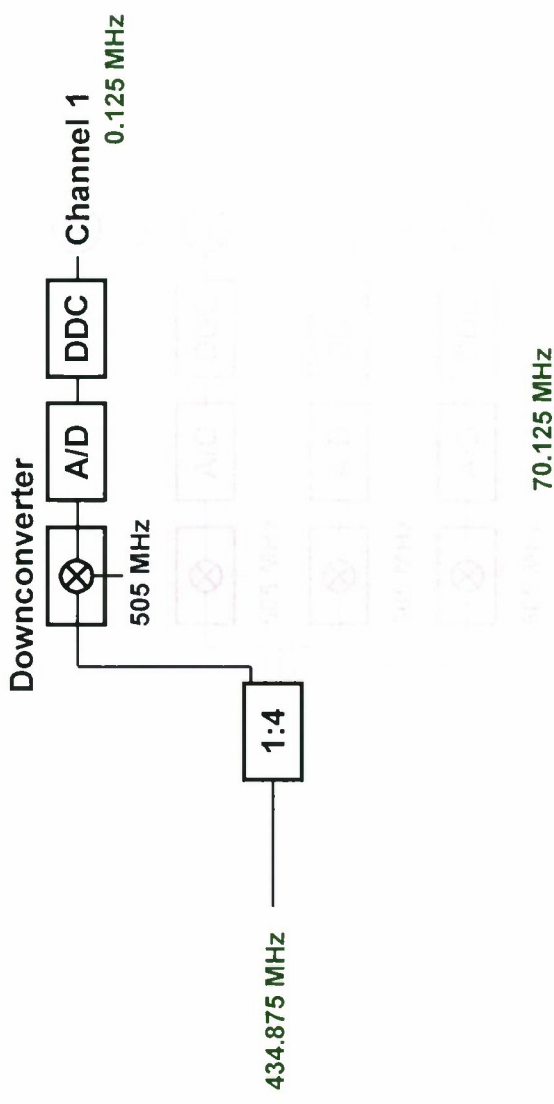 Downconverter
A/D
DDC
Channel 1
0.125 MHz
505 MHz
1:4
434.875 MHz
70.125 MHz